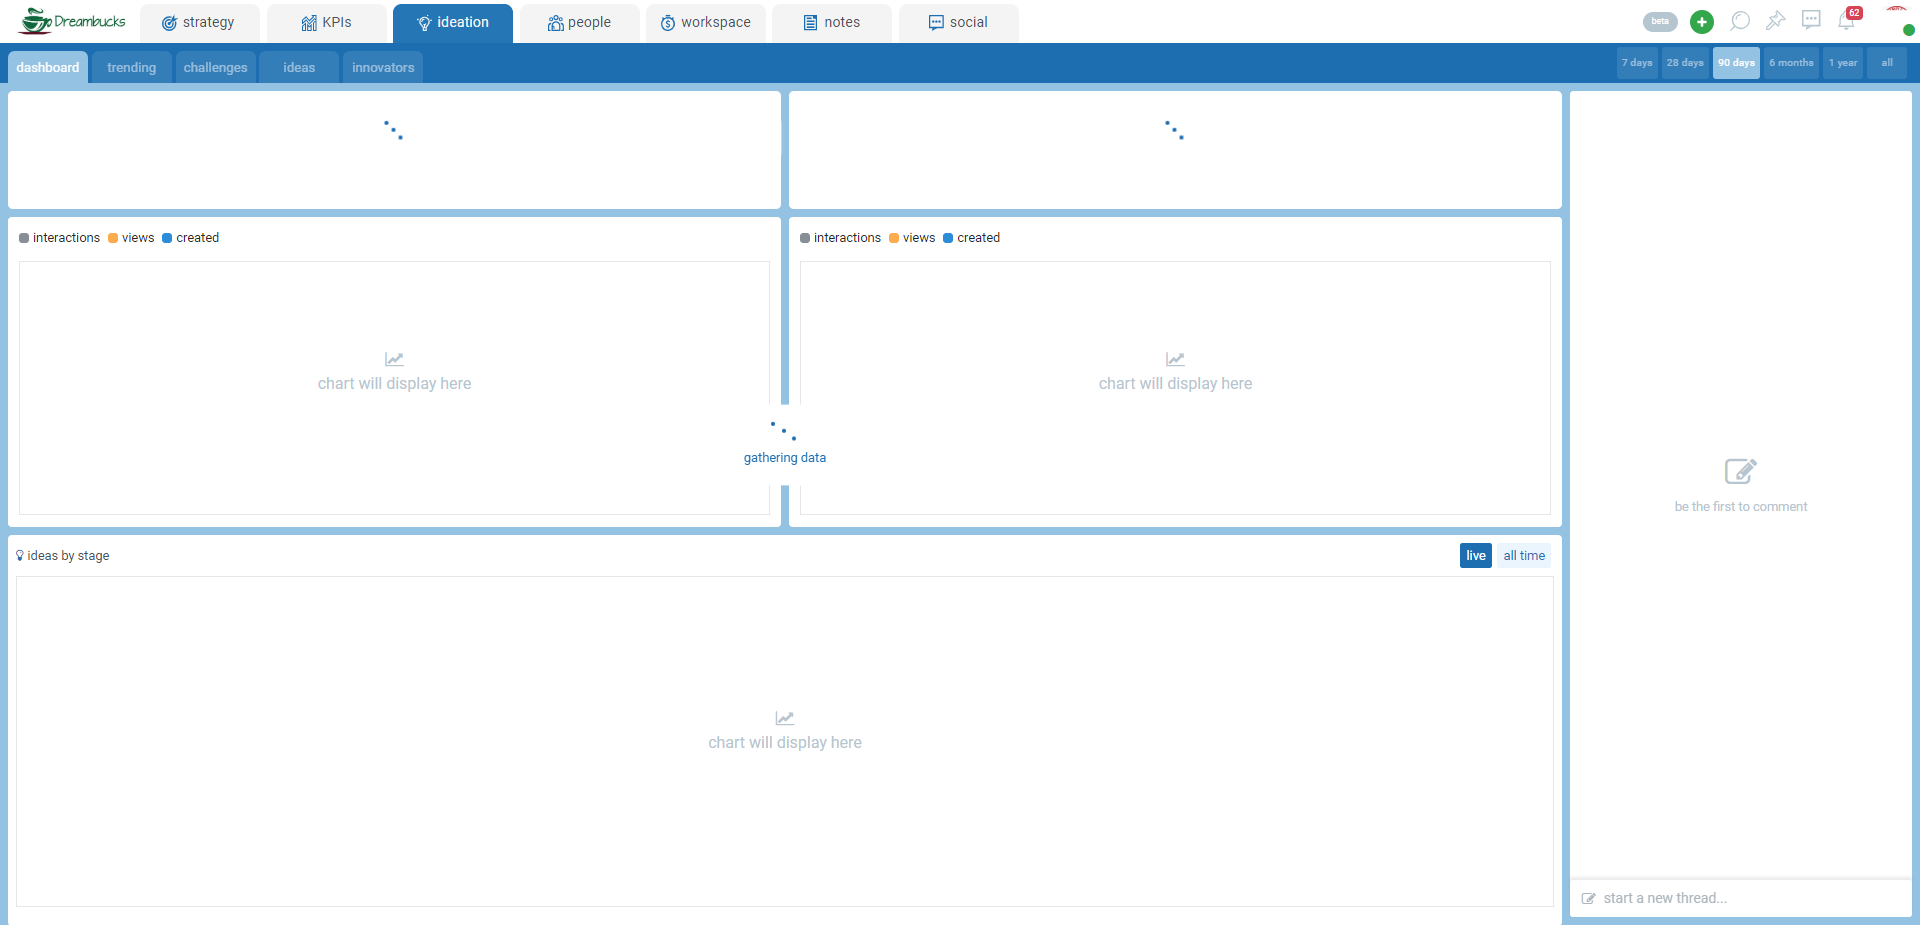 Dreambucks
strategy
KPIs
ideation
people
workspace
notes
social
beta
62
dashboard
trending
challenges
ideas
innovators
7 days
28 days
90 days
6 months
1 year
all
interactions views created
interactions views created
chart will display here
chart will display here
gathering data
be the first to comment
ideas by stage
live
all time
chart will display here
start a new thread...